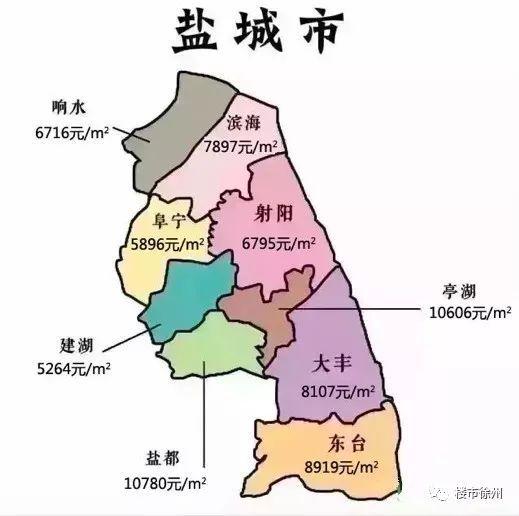 盐城市
响水
6716元/m²
滨海
7897元/m²
阜宁
5896元/m²
射阳
6795元/m²
亭湖
10606元/m²
建湖
5264元/m²
大丰
8107元/m²
盐都
10780元/m²
东台
8919元/m²
楼市徐州